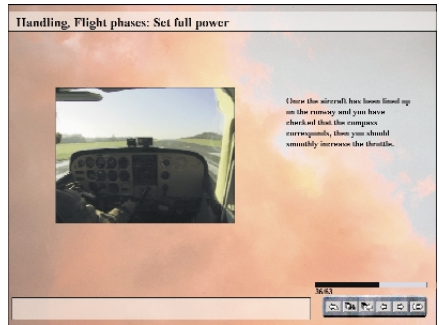 Handling, Flight phases: Set full power
Once the aircraft has been lined up
on the runway and you have
checked that the compass
corresponds, then you should
smoothly increase the throttle.
36/63